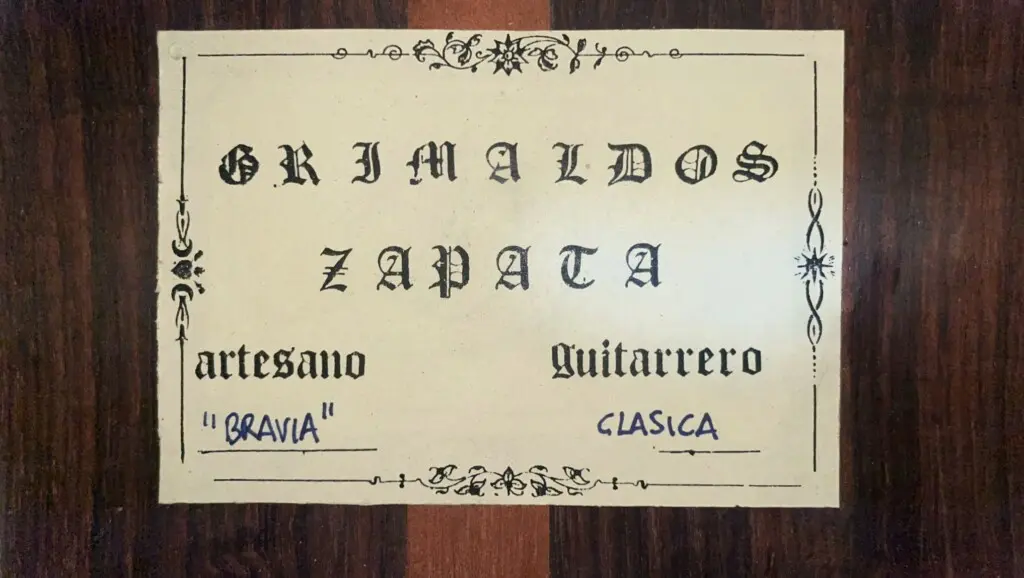 GRIMALDOS
ZAPATA
artesano guitarrero
"BRAVIA" CLASICA